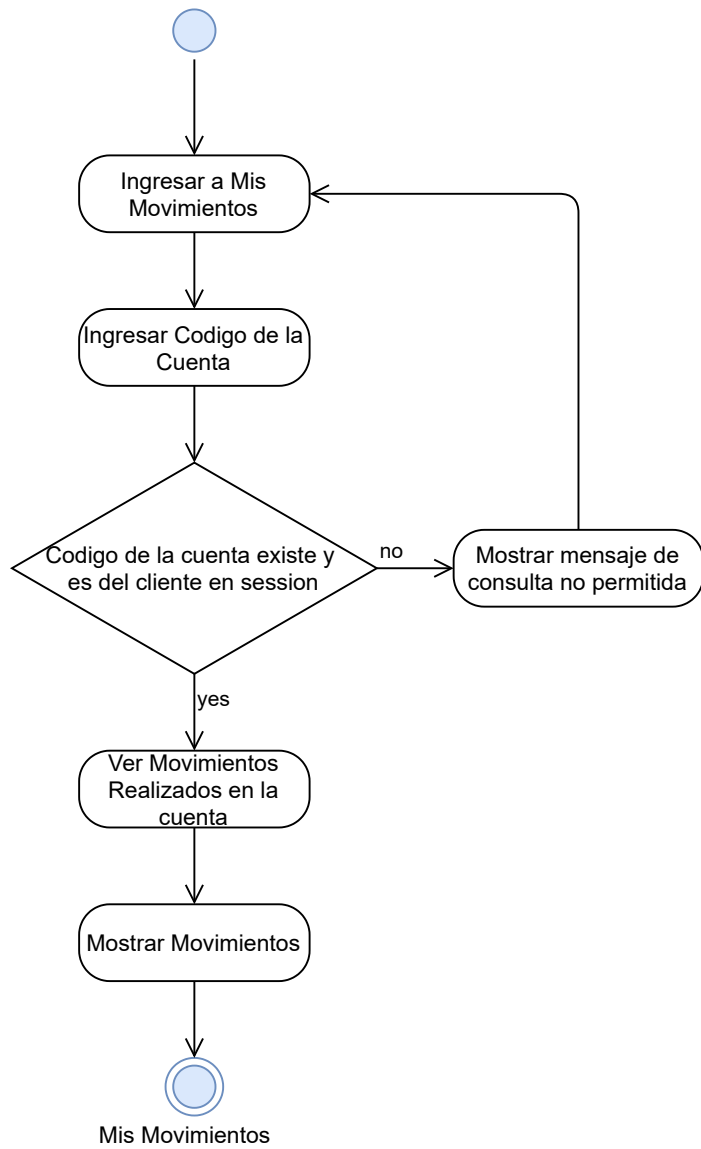 Ingresar a Mis
Movimientos
Ingresar Codigo de la
Cuenta
Codigo de la cuenta existe y
es del cliente en session
no
Mostrar mensaje de
consulta no permitida
yes
Ver Movimientos
Realizados en la
cuenta
Mostrar Movimientos
Mis Movimientos